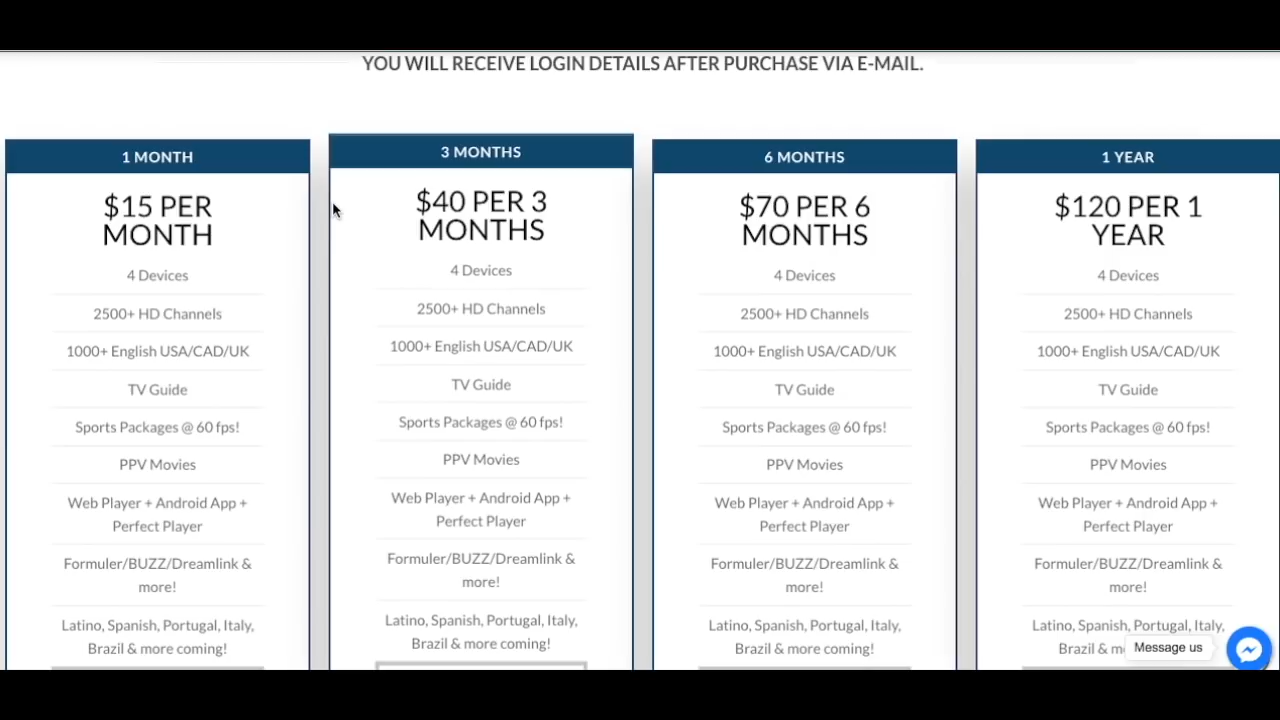 YOU WILL RECEIVE LOGIN DETAILS AFTER PURCHASE VIA E-MAIL.
1 MONTH
$15 PER
MONTH
4 Devices
2500+ HD Channels
1000+ English USA/CAD/UK
TV Guide
Sports Packages @ 60 fps!
PPV Movies
Web Player + Android App +
Perfect Player
Formuler/BUZZ/Dreamlink &
more!
Latino, Spanish, Portugal, Italy,
Brazil & more coming!
3 MONTHS
$40 PER 3
MONTHS
4 Devices
2500+ HD Channels
1000+ English USA/CAD/UK
TV Guide
Sports Packages @ 60 fps!
PPV Movies
Web Player + Android App +
Perfect Player
Formuler/BUZZ/Dreamlink &
more!
Latino, Spanish, Portugal, Italy,
Brazil & more coming!
6 MONTHS
$70 PER 6
MONTHS
4 Devices
2500+ HD Channels
1000+ English USA/CAD/UK
TV Guide
Sports Packages @ 60 fps!
PPV Movies
Web Player + Android App +
Perfect Player
Formuler/BUZZ/Dreamlink &
more!
Latino, Spanish, Portugal, Italy,
Brazil & more coming!
1 YEAR
$120 PER 1
YEAR
4 Devices
2500+ HD Channels
1000+ English USA/CAD/UK
TV Guide
Sports Packages @ 60 fps!
PPV Movies
Web Player + Android App +
Perfect Player
Formuler/BUZZ/Dreamlink &
more!
Latino, Spanish, Portugal, Italy,
Brazil &
Message us